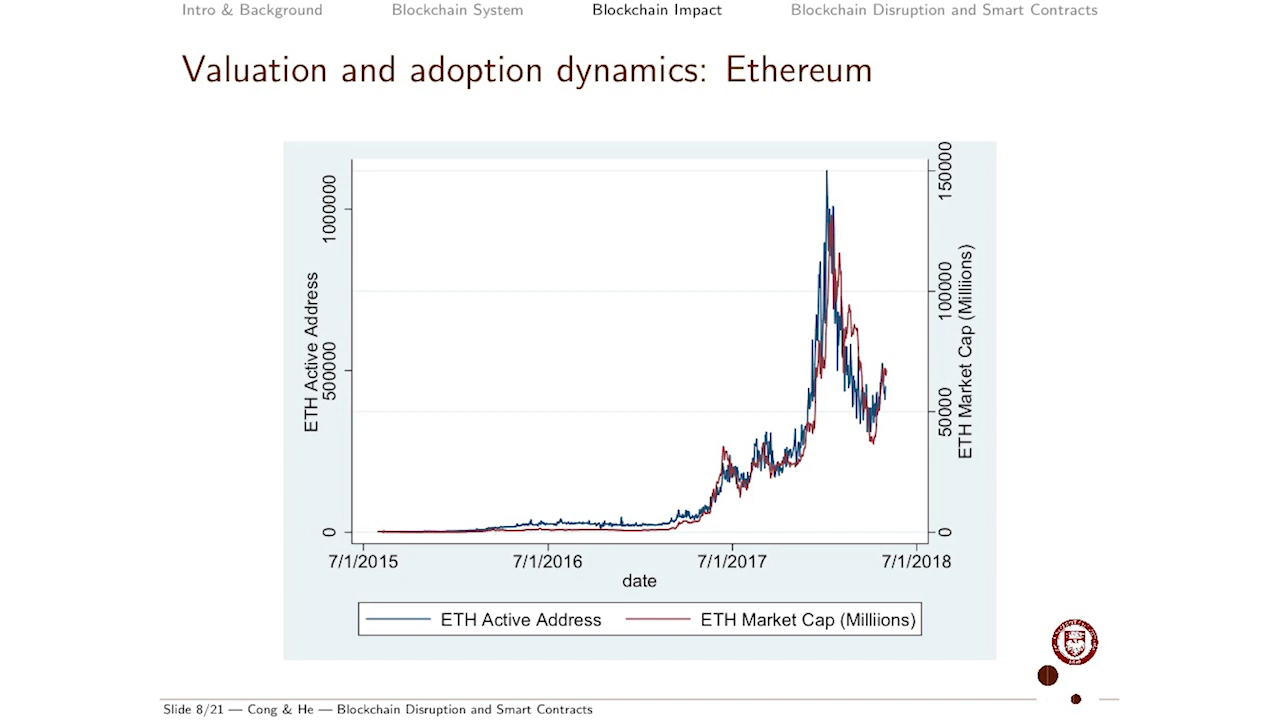 Intro & Background Blockchain System Blockchain Impact Blockchain Disruption and Smart Contracts
Valuation and adoption dynamics: Ethereum
ETH Active Address
0 500000 1000000
ETH Market Cap (Milliions)
0 50000 100000 150000
7/1/2015 7/1/2016 7/1/2017 7/1/2018
date
ETH Active Address ETH Market Cap (Milliions)
Slide 8/21 — Cong & He — Blockchain Disruption and Smart Contracts